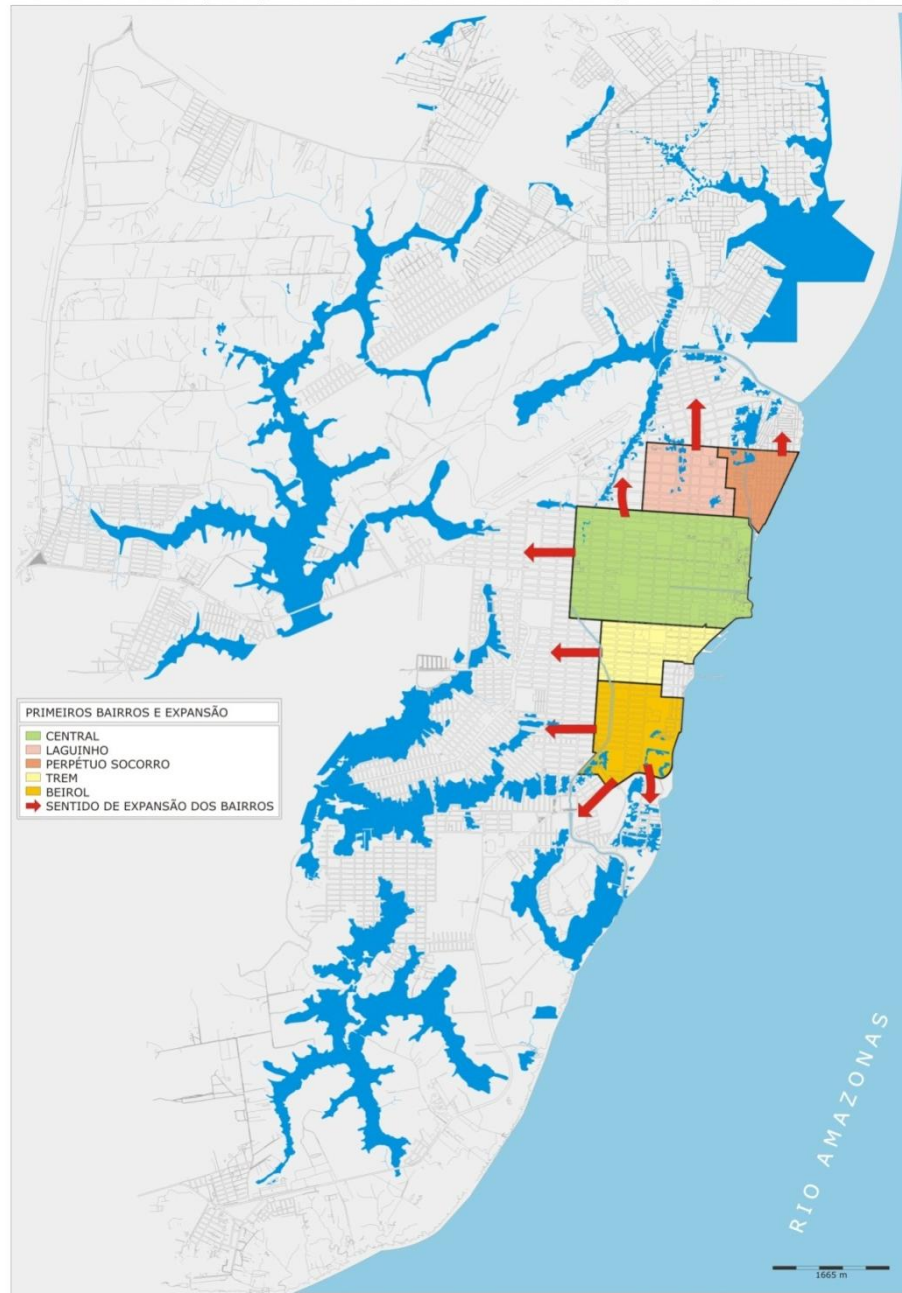 PRIMEIROS BAIRROS E EXPANSÃO
CENTRAL
LAGUINHO
PERPÉTUO SOCORRO
TREM
BEIROL
SENTIDO DE EXPANSÃO DOS BAIRROS
RIO AMAZONAS
1665 m